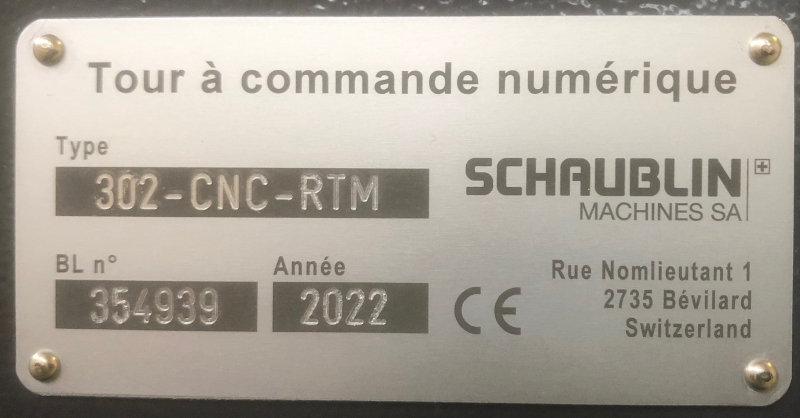 Tour à commande numérique
Type
302-CNC-RTM
SCHAUBLIN
MACHINES SA
BL n° Année
354939 2022
CE
Rue Nomlieutant 1
2735 Bévilard
Switzerland